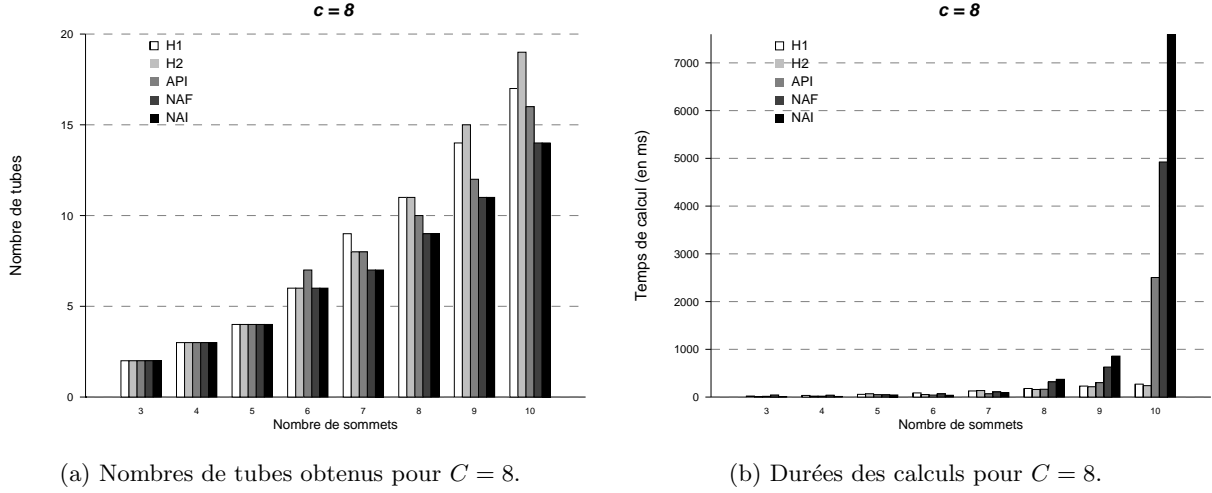 c = 8
20
15
10
5
0
Nombre de tubes
H1
H2
API
NAF
NAI
3 4 5 6 7 8 9 10
Nombre de sommets
(a) Nombres de tubes obtenus pour C = 8.
c = 8
7000
6000
5000
4000
3000
2000
1000
0
Temps de calcul (en ms)
H1
H2
API
NAF
NAI
3 4 5 6 7 8 9 10
Nombre de sommets
(b) Durées des calculs pour C = 8.